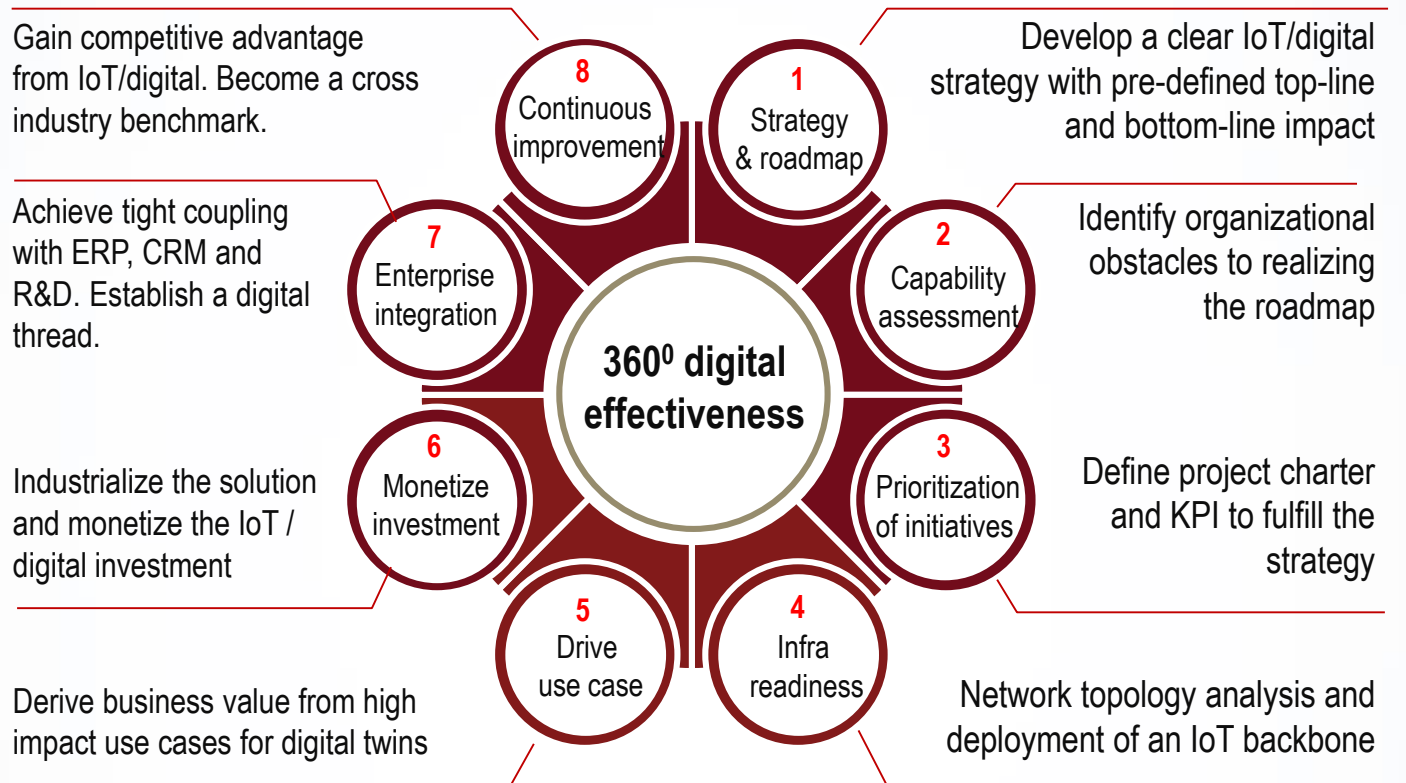 Gain competitive advantage
from IoT/digital. Become a cross
industry benchmark.
8
Continuous
improvement
1
Strategy
& roadmap
Develop a clear IoT/digital
strategy with pre-defined top-line
and bottom-line impact
Achieve tight coupling
with ERP, CRM and
R&D. Establish a digital
thread.
7
Enterprise
integration
2
Capability
assessment
Identify organizational
obstacles to realizing
the roadmap
360⁰ digital
effectiveness
Industrialize the solution
and monetize the IoT /
digital investment
6
Monetize
investment
3
Prioritization
of initiatives
Define project charter
and KPI to fulfill the
strategy
Derive business value from high
impact use cases for digital twins
5
Drive
use case
4
Infra
readiness
Network topology analysis and
deployment of an IoT backbone